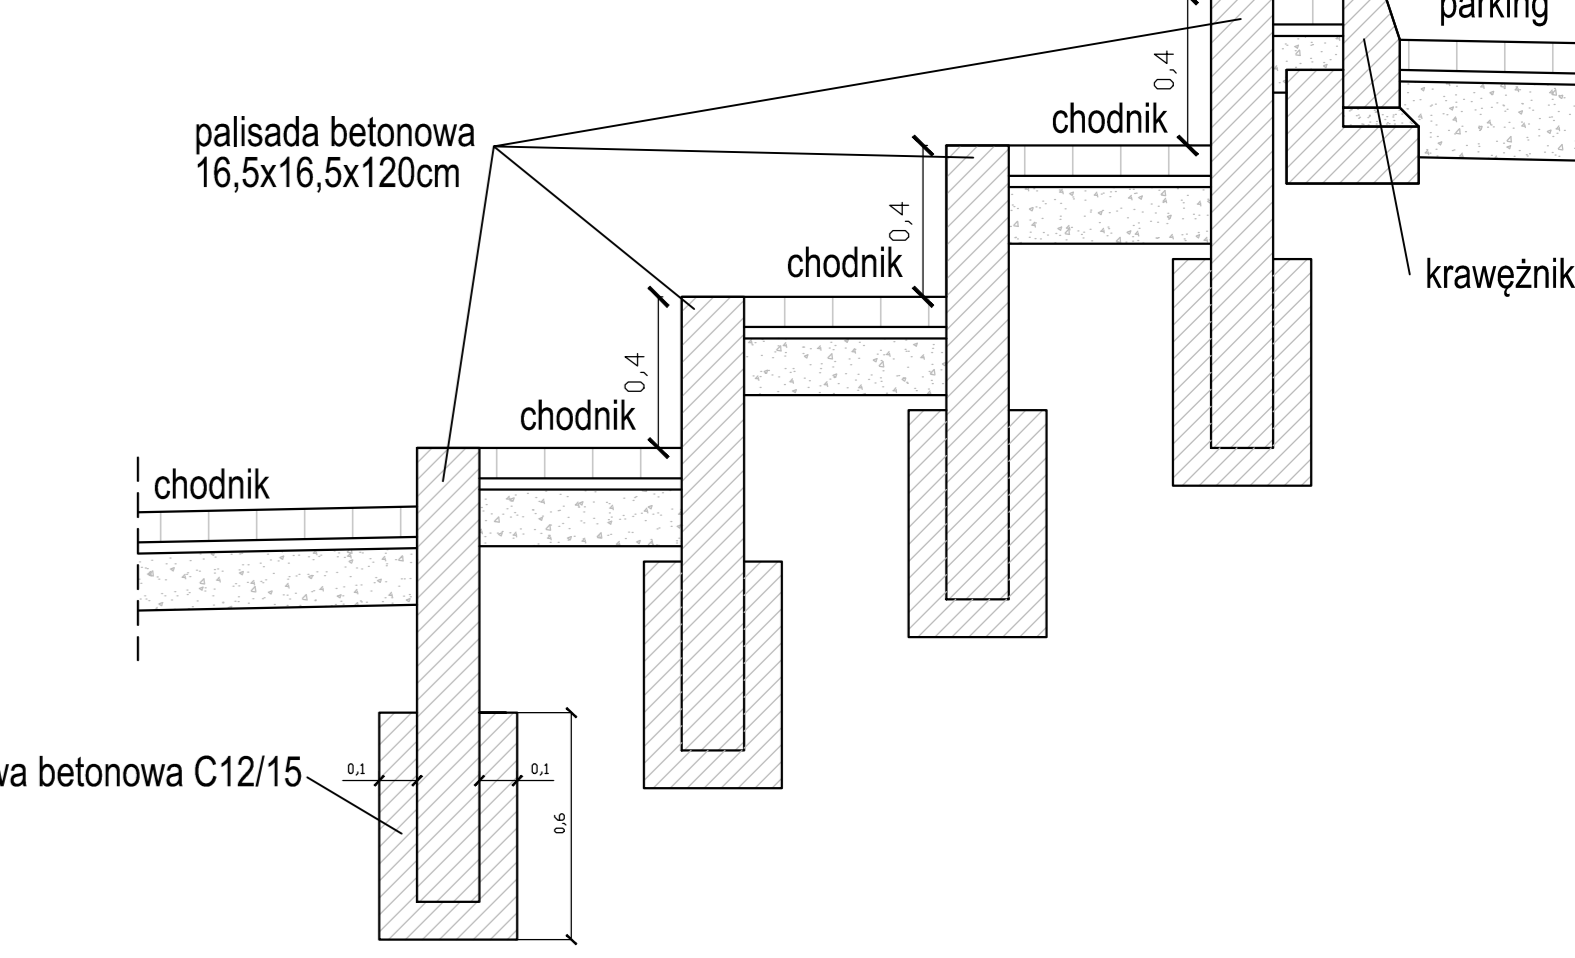 parking
0,4
chodnik
palisada betonowa
16,5x16,5x120cm
0,4
chodnik
krawężnik
0,4
chodnik
chodnik
0,1
0,1
wa betonowa C12/15
0,6